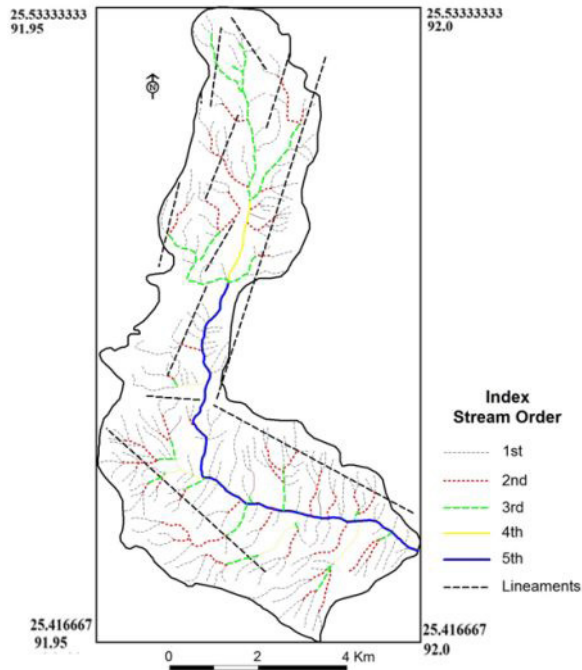 25.53333333
91.95
25.53333333
92.0
N
Index
Stream Order
1st
2nd
3rd
4th
5th
Lineaments
25.416667
91.95
25.416667
92.0
0 2 4 Km